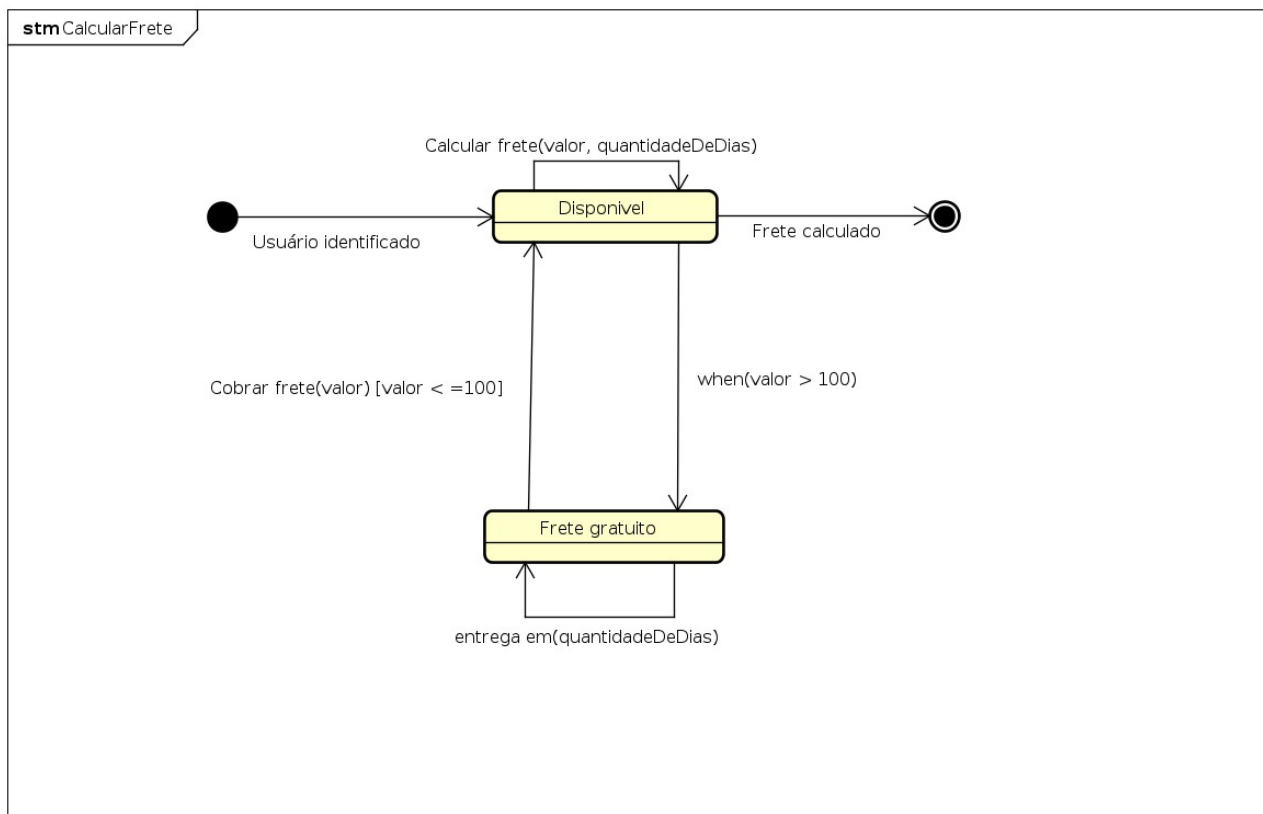 stm CalcularFrete
Calcular frete(valor, quantidadeDeDias)
Disponivel
Usuário identificado
Frete calculado
Cobrar frete(valor) [valor < =100]
when(valor > 100)
Frete gratuito
entrega em(quantidadeDeDias)